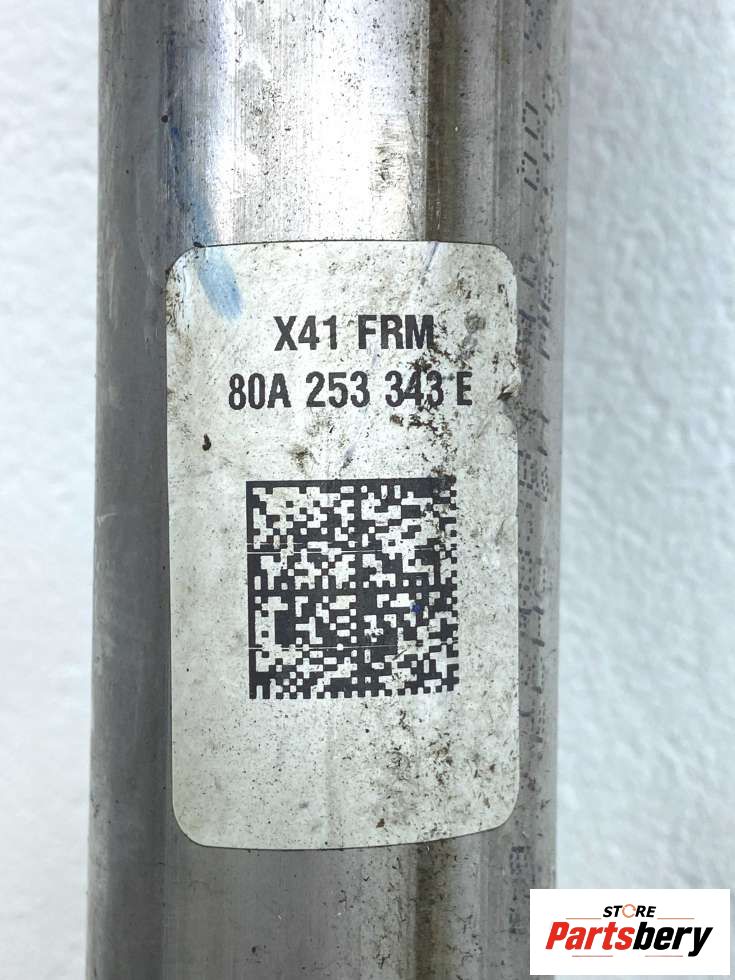 X41 FRM
80A 253 343 E
STORE
Partsbery